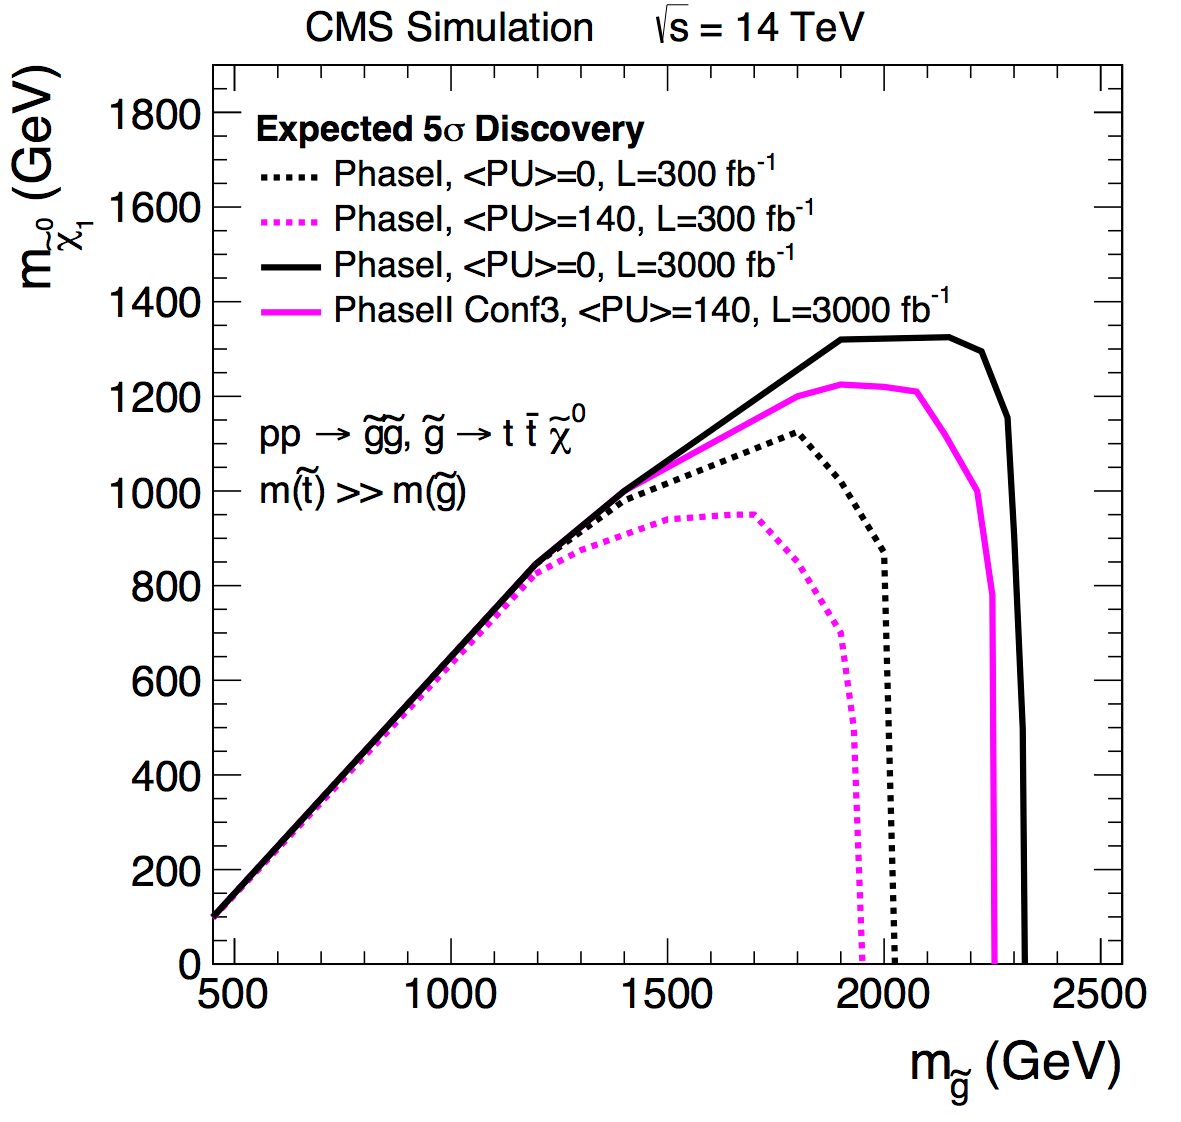 CMS Simulation √s = 14 TeV
m_χ̃₁⁰ (GeV)
1800
1600
1400
1200
1000
800
600
400
200
0
Expected 5σ Discovery
PhaseI, <PU>=0, L=300 fb⁻¹
PhaseI, <PU>=140, L=300 fb⁻¹
PhaseI, <PU>=0, L=3000 fb⁻¹
PhaseII Conf3, <PU>=140, L=3000 fb⁻¹
pp → g̃g̃, g̃ → t t̄ χ̃⁰
m(t̃) >> m(g̃)
500 1000 1500 2000 2500
m_g̃ (GeV)